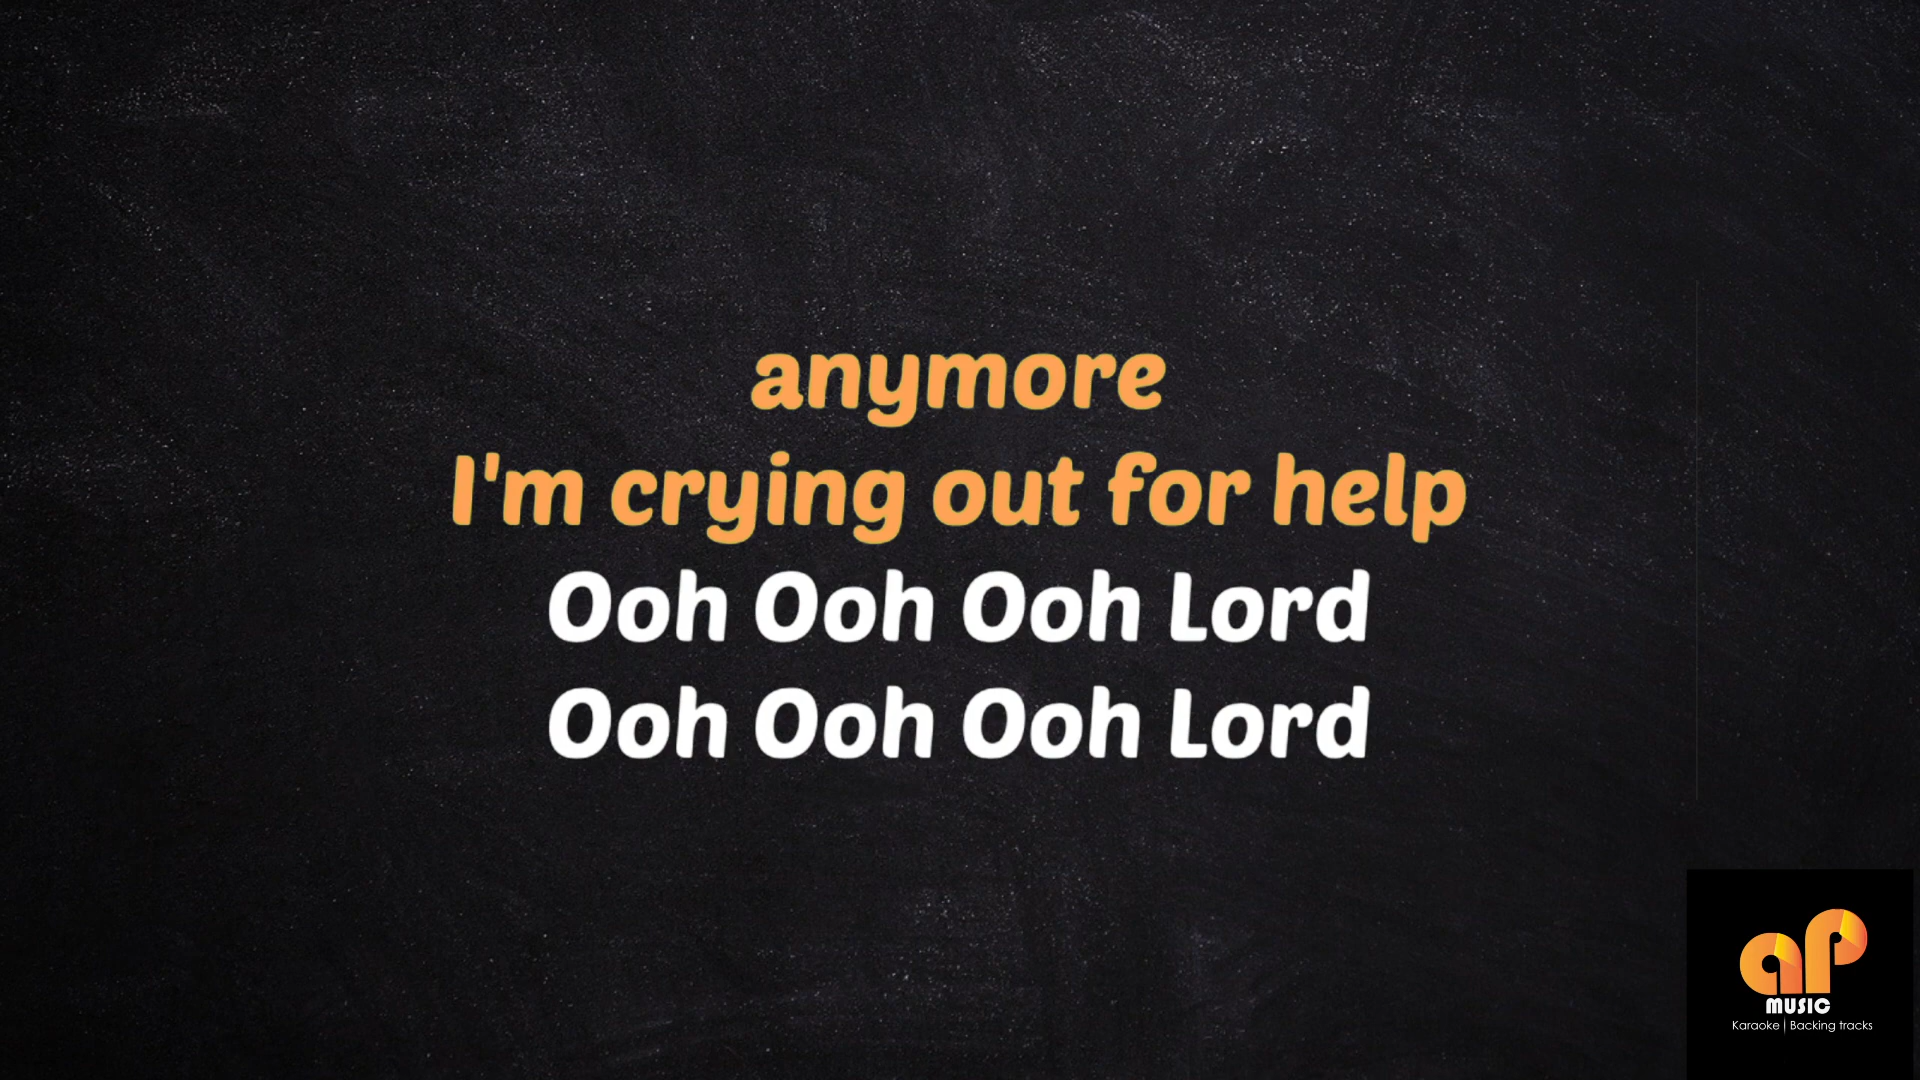 anymore
I'm crying out for help
Ooh Ooh Ooh Lord
Ooh Ooh Ooh Lord
aP
MUSIC
Karaoke | Backing tracks